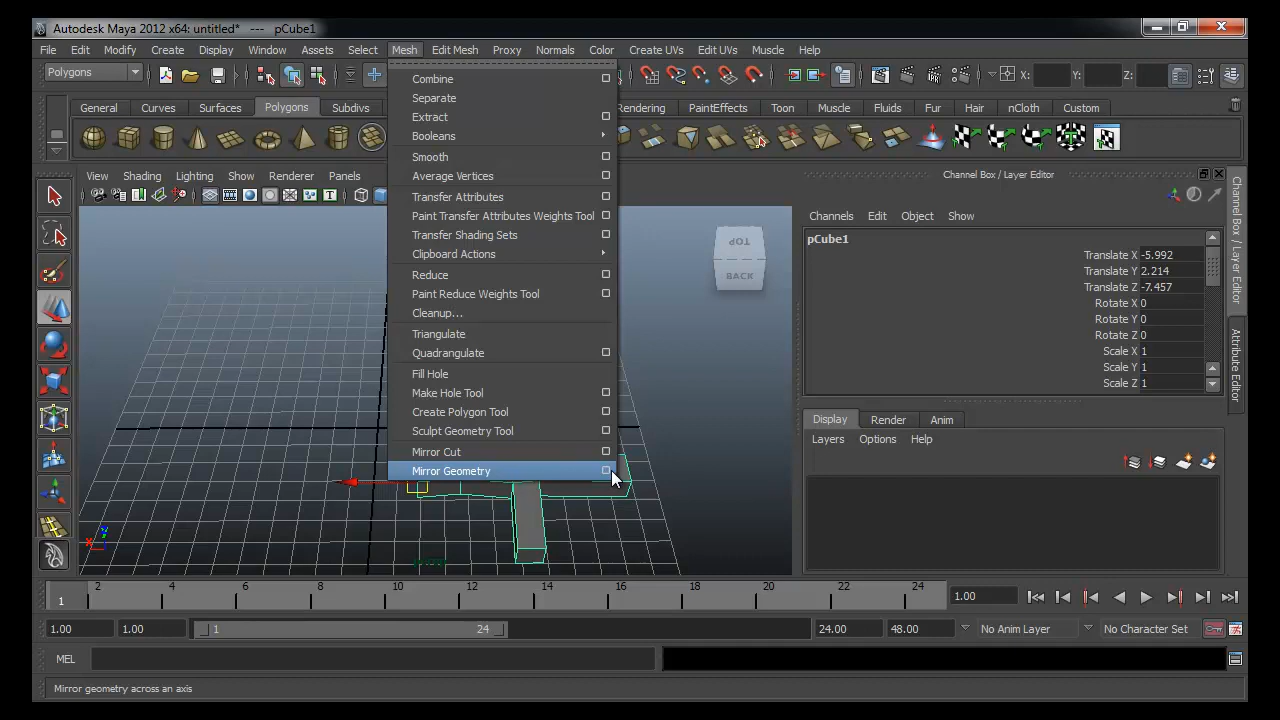 Autodesk Maya 2012 x64: untitled* --- pCube1
File Edit Modify Create Display Window Assets Select Mesh Edit Mesh Proxy Normals Color Create UVs Edit UVs Muscle Help
Polygons X: Y: Z:
General Curves Surfaces Polygons Subdivs Rendering PaintEffects Toon Muscle Fluids Fur Hair nCloth Custom
View Shading Lighting Show Renderer Panels
T
TOP
BACK
Combine
Separate
Extract
Booleans
Smooth
Average Vertices
Transfer Attributes
Paint Transfer Attributes Weights Tool
Transfer Shading Sets
Clipboard Actions
Reduce
Paint Reduce Weights Tool
Cleanup...
Triangulate
Quadrangulate
Fill Hole
Make Hole Tool
Create Polygon Tool
Sculpt Geometry Tool
Mirror Cut
Mirror Geometry
Channel Box / Layer Editor
Channels Edit Object Show
pCube1
Translate X -5.992
Translate Y 2.214
Translate Z -7.457
Rotate X 0
Rotate Y 0
Rotate Z 0
Scale X 1
Scale Y 1
Scale Z 1
Channel Box / Layer Editor
Attribute Editor
Display Render Anim
Layers Options Help
1 2 4 6 8 10 12 14 16 18 20 22 24 1.00
1.00 1.00 1 24 24.00 48.00 No Anim Layer No Character Set
MEL
Mirror geometry across an axis